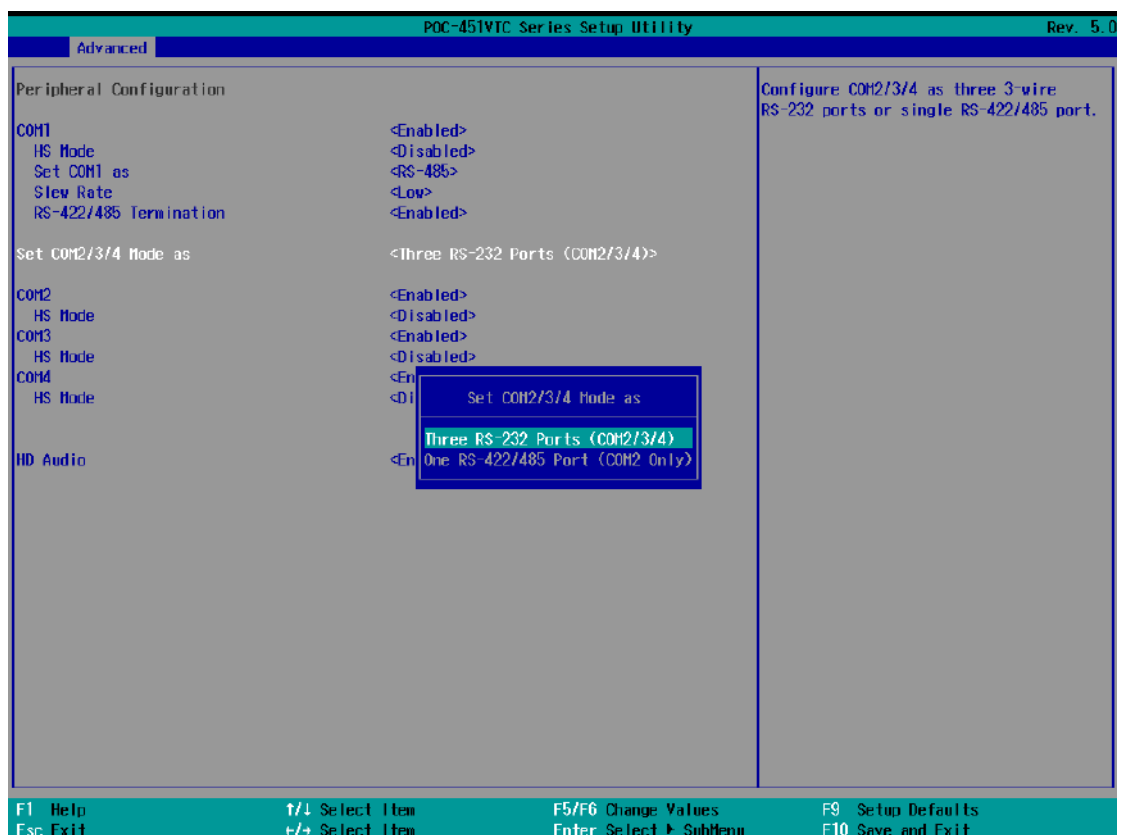 POC-451VTC Series Setup Utility Rev. 5.0
Advanced
Peripheral Configuration
Configure COM2/3/4 as three 3-wire
RS-232 ports or single RS-422/485 port.
COM1 <Enabled>
HS Mode <Disabled>
Set COM1 as <RS-485>
Slew Rate <Low>
RS-422/485 Termination <Enabled>
Set COM2/3/4 Mode as <Three RS-232 Ports (COM2/3/4)>
COM2 <Enabled>
HS Mode <Disabled>
COM3 <Enabled>
HS Mode <Disabled>
COM4 <En
HS Mode <Di
Set COM2/3/4 Mode as
Three RS-232 Ports (COM2/3/4)
One RS-422/485 Port (COM2 Only)
HD Audio <En
F1 Help ↑/↓ Select Item F5/F6 Change Values F9 Setup Defaults
Esc Exit ←/→ Select Item Enter Select ▶ SubMenu F10 Save and Exit